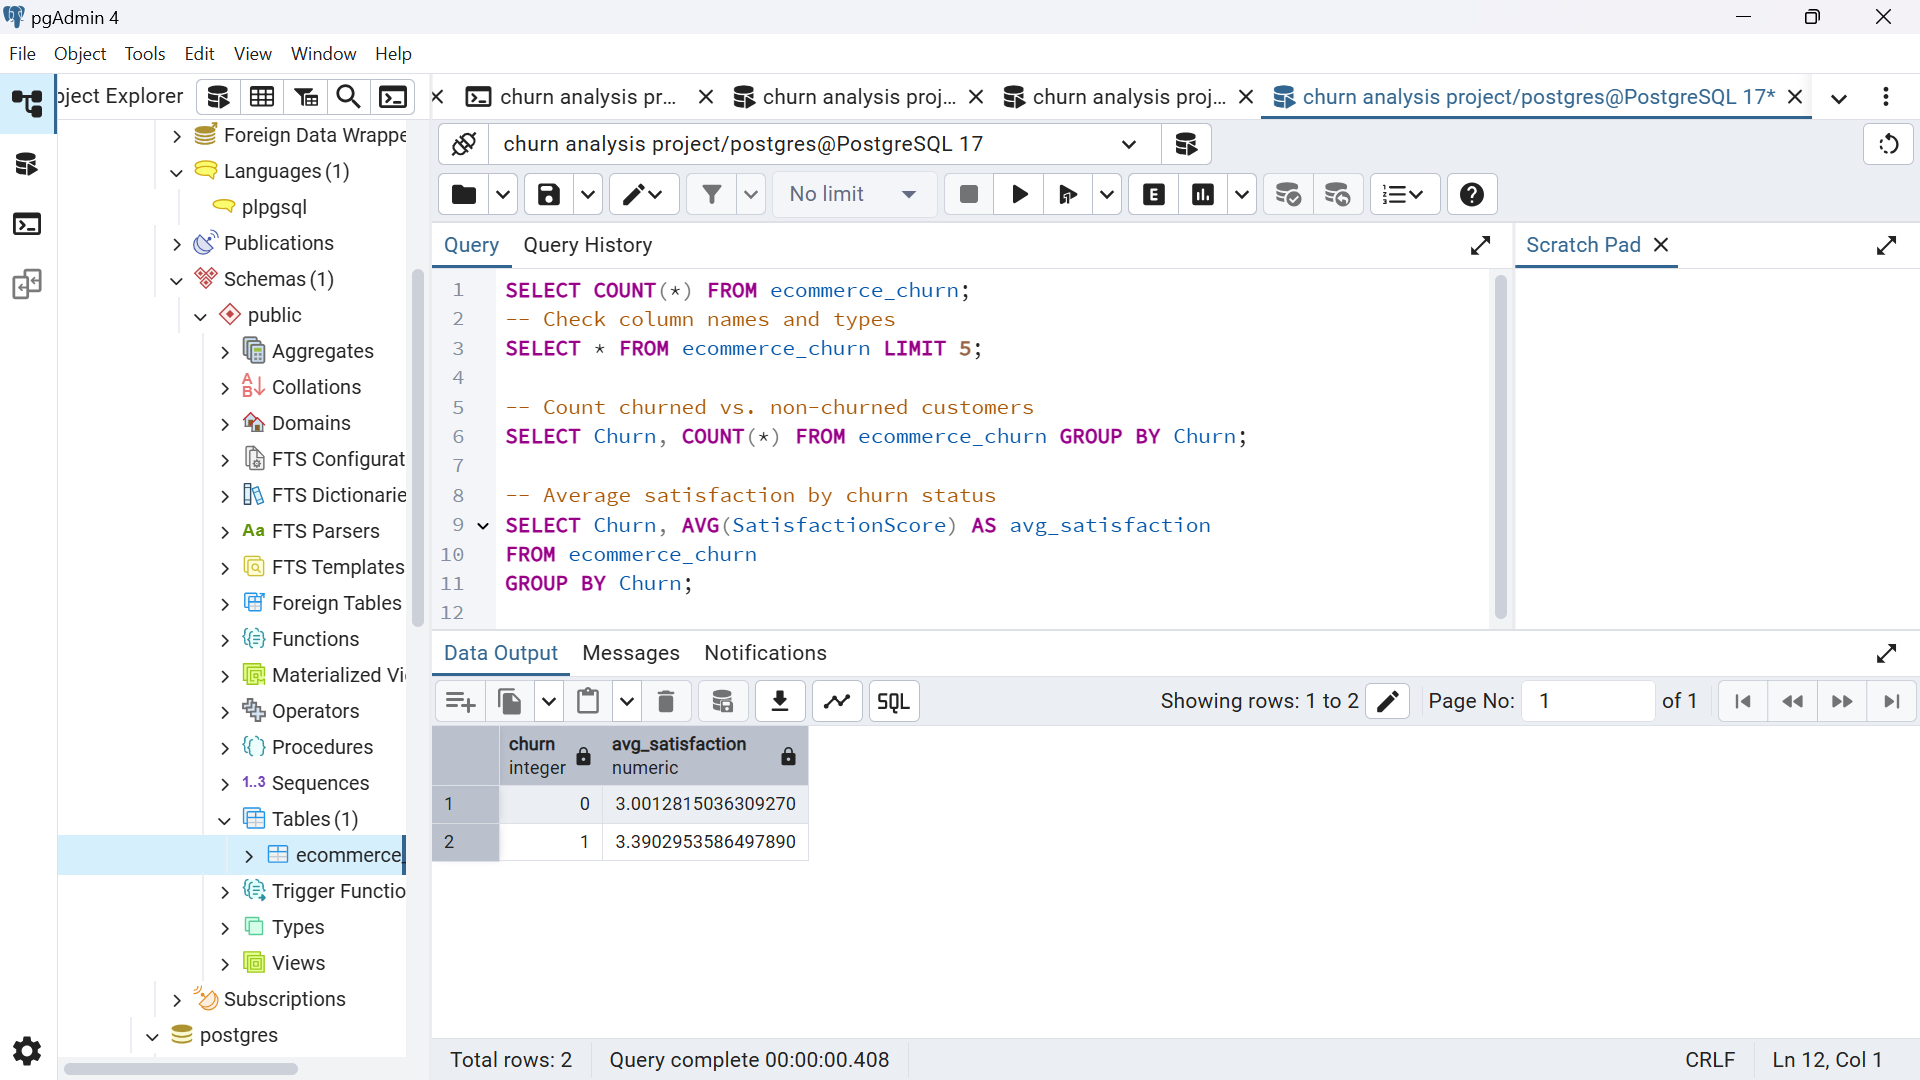 pgAdmin 4
File Object Tools Edit View Window Help
bject Explorer
churn analysis pr...
churn analysis proj...
churn analysis proj...
churn analysis project/postgres@PostgreSQL 17*
churn analysis project/postgres@PostgreSQL 17
No limit
E
Query Query History
Scratch Pad
Foreign Data Wrappe
Languages (1)
plpgsql
Publications
Schemas (1)
public
Aggregates
Collations
Domains
FTS Configurat
FTS Dictionarie
Aa FTS Parsers
FTS Templates
Foreign Tables
Functions
Materialized Vi
Operators
Procedures
1..3 Sequences
Tables (1)
ecommerce_
Trigger Functio
Types
Views
Subscriptions
postgres
1 SELECT COUNT(*) FROM ecommerce_churn;
2 -- Check column names and types
3 SELECT * FROM ecommerce_churn LIMIT 5;
4
5 -- Count churned vs. non-churned customers
6 SELECT Churn, COUNT(*) FROM ecommerce_churn GROUP BY Churn;
7
8 -- Average satisfaction by churn status
9 SELECT Churn, AVG(SatisfactionScore) AS avg_satisfaction
10 FROM ecommerce_churn
11 GROUP BY Churn;
12
Data Output Messages Notifications
SQL
Showing rows: 1 to 2
Page No: 1 of 1
churn avg_satisfaction
integer numeric
1 0 3.0012815036309270
2 1 3.3902953586497890
Total rows: 2 Query complete 00:00:00.408
CRLF Ln 12, Col 1